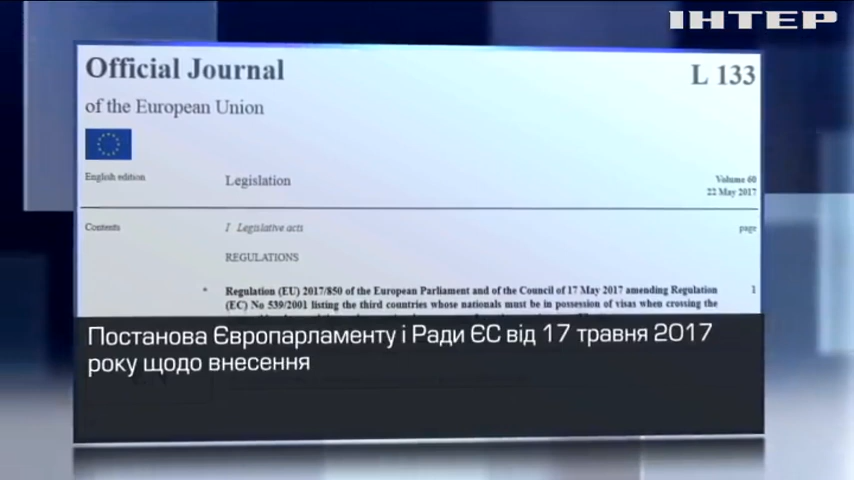 ІНТЕР
Official Journal
L 133
of the European Union
English edition
Legislation
Volume 60
22 May 2017
Contents
I Legislative acts
page
REGULATIONS
* Regulation (EU) 2017/850 of the European Parliament and of the Council of 17 May 2017 amending Regulation 1
(EC) No 539/2001 listing the third countries whose nationals must be in possession of visas when crossing the
Постанова Європарламенту і Ради ЄС від 17 травня 2017
року щодо внесення